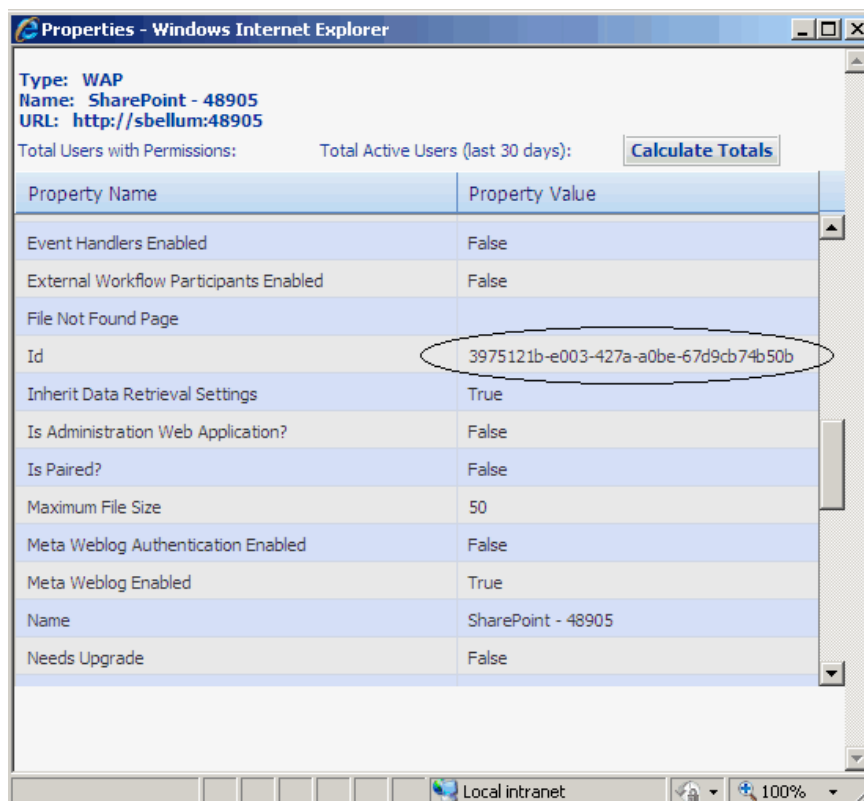 Properties - Windows Internet Explorer
Type: WAP
Name: SharePoint - 48905
URL: http://sbellum:48905
Total Users with Permissions: Total Active Users (last 30 days): Calculate Totals
Property Name Property Value
Event Handlers Enabled False
External Workflow Participants Enabled False
File Not Found Page
Id 3975121b-e003-427a-a0be-67d9cb74b50b
Inherit Data Retrieval Settings True
Is Administration Web Application? False
Is Paired? False
Maximum File Size 50
Meta Weblog Authentication Enabled False
Meta Weblog Enabled True
Name SharePoint - 48905
Needs Upgrade False
Local intranet 100%